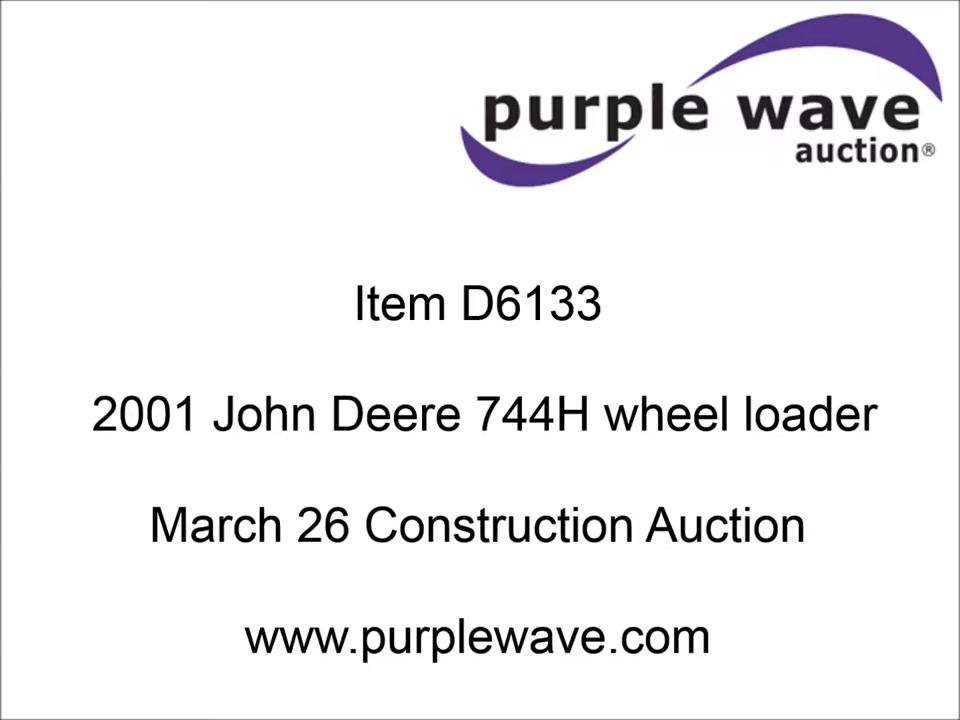 purple wave
auction®
Item D6133
2001 John Deere 744H wheel loader
March 26 Construction Auction
www.purplewave.com